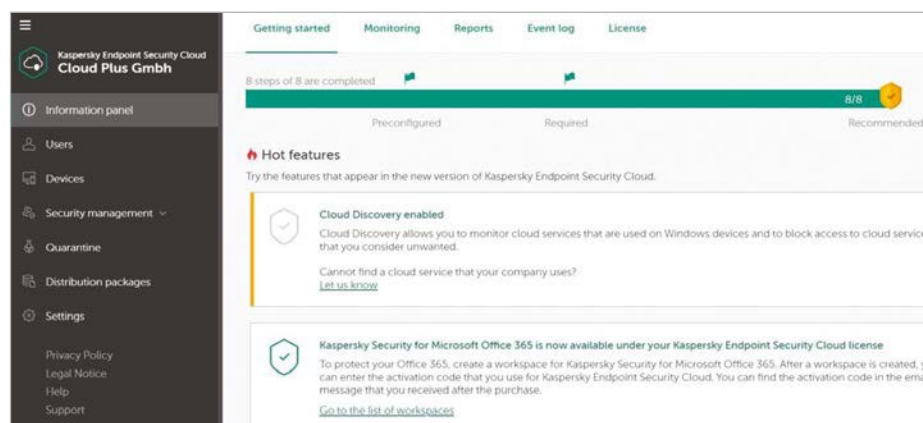 Kaspersky Endpoint Security Cloud
Cloud Plus Gmbh
Information panel
Users
Devices
Security management
Quarantine
Distribution packages
Settings
Privacy Policy
Legal Notice
Help
Support
Getting started Monitoring Reports Event log License
8 steps of 8 are completed
8/8
Preconfigured Required Recommended
Hot features
Try the features that appear in the new version of Kaspersky Endpoint Security Cloud.
Cloud Discovery enabled
Cloud Discovery allows you to monitor cloud services that are used on Windows devices and to block access to cloud service
that you consider unwanted.
Cannot find a cloud service that your company uses?
Let us know
Kaspersky Security for Microsoft Office 365 is now available under your Kaspersky Endpoint Security Cloud license
To protect your Office 365, create a workspace for Kaspersky Security for Microsoft Office 365. After a workspace is created,
can enter the activation code that you use for Kaspersky Endpoint Security Cloud. You can find the activation code in the ema
message that you received after the purchase.
Go to the list of workspaces